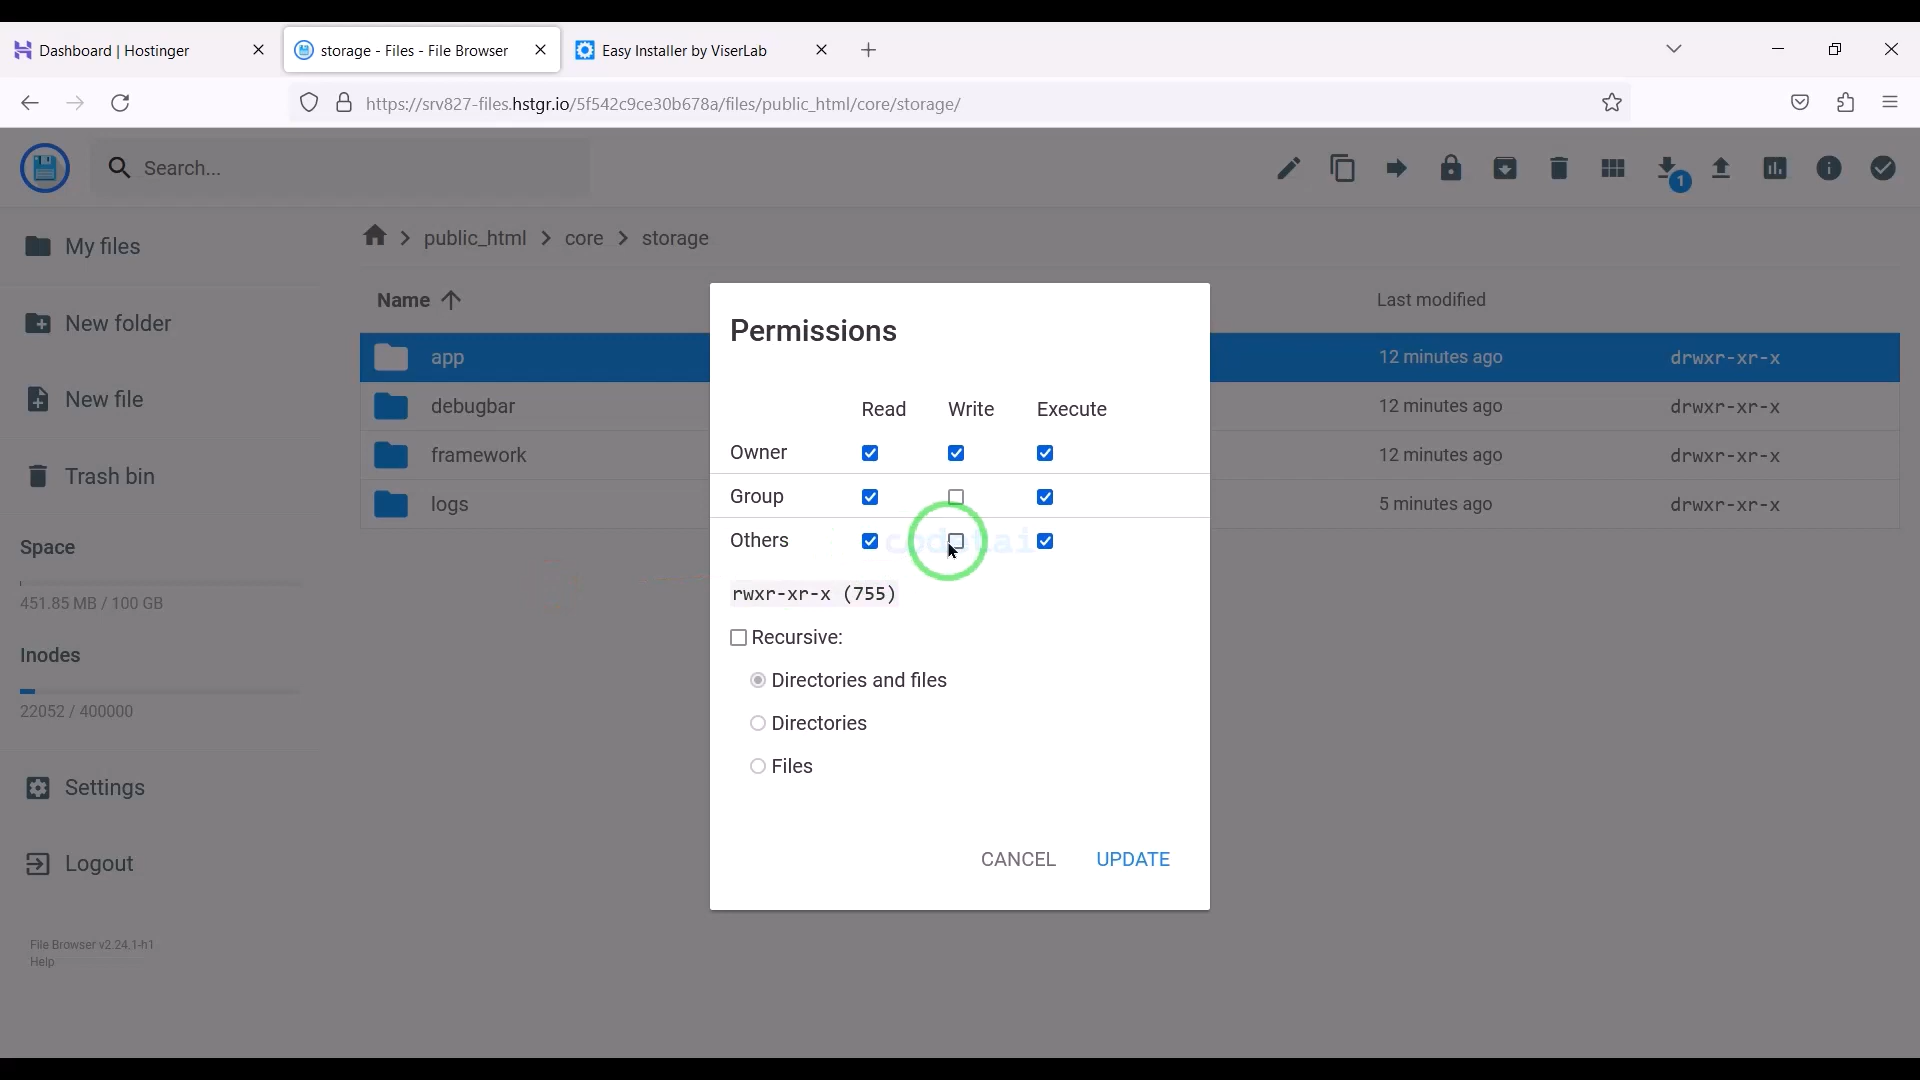 Dashboard | Hostinger
storage - Files - File Browser
Easy Installer by ViserLab
https://srv827-files.hstgr.io/5f542c9ce30b678a/files/public_html/core/storage/
Search...
1
My files
New folder
New file
Trash bin
Space
451.85 MB / 100 GB
Inodes
22052 / 400000
Settings
Logout
File Browser v2.24.1-h1
Help
public_html
core
storage
Name
Last modified
app 12 minutes ago drwxr-xr-x
debugbar 12 minutes ago drwxr-xr-x
framework 12 minutes ago drwxr-xr-x
logs 5 minutes ago drwxr-xr-x
Permissions
Read Write Execute
Owner
Group
Others
rwxr-xr-x (755)
Recursive:
Directories and files
Directories
Files
CANCEL UPDATE